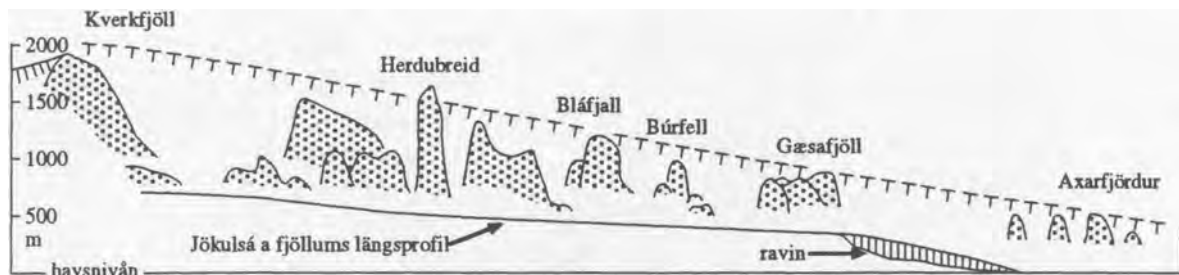 Kverkfjöll
2000
Herdubreid
1500
Bláfjall
Búrfell
1000
Gæsafjöll
Axarfjördur
500
m
Jökulsá a fjöllums längsprofil
ravin
havsnivån